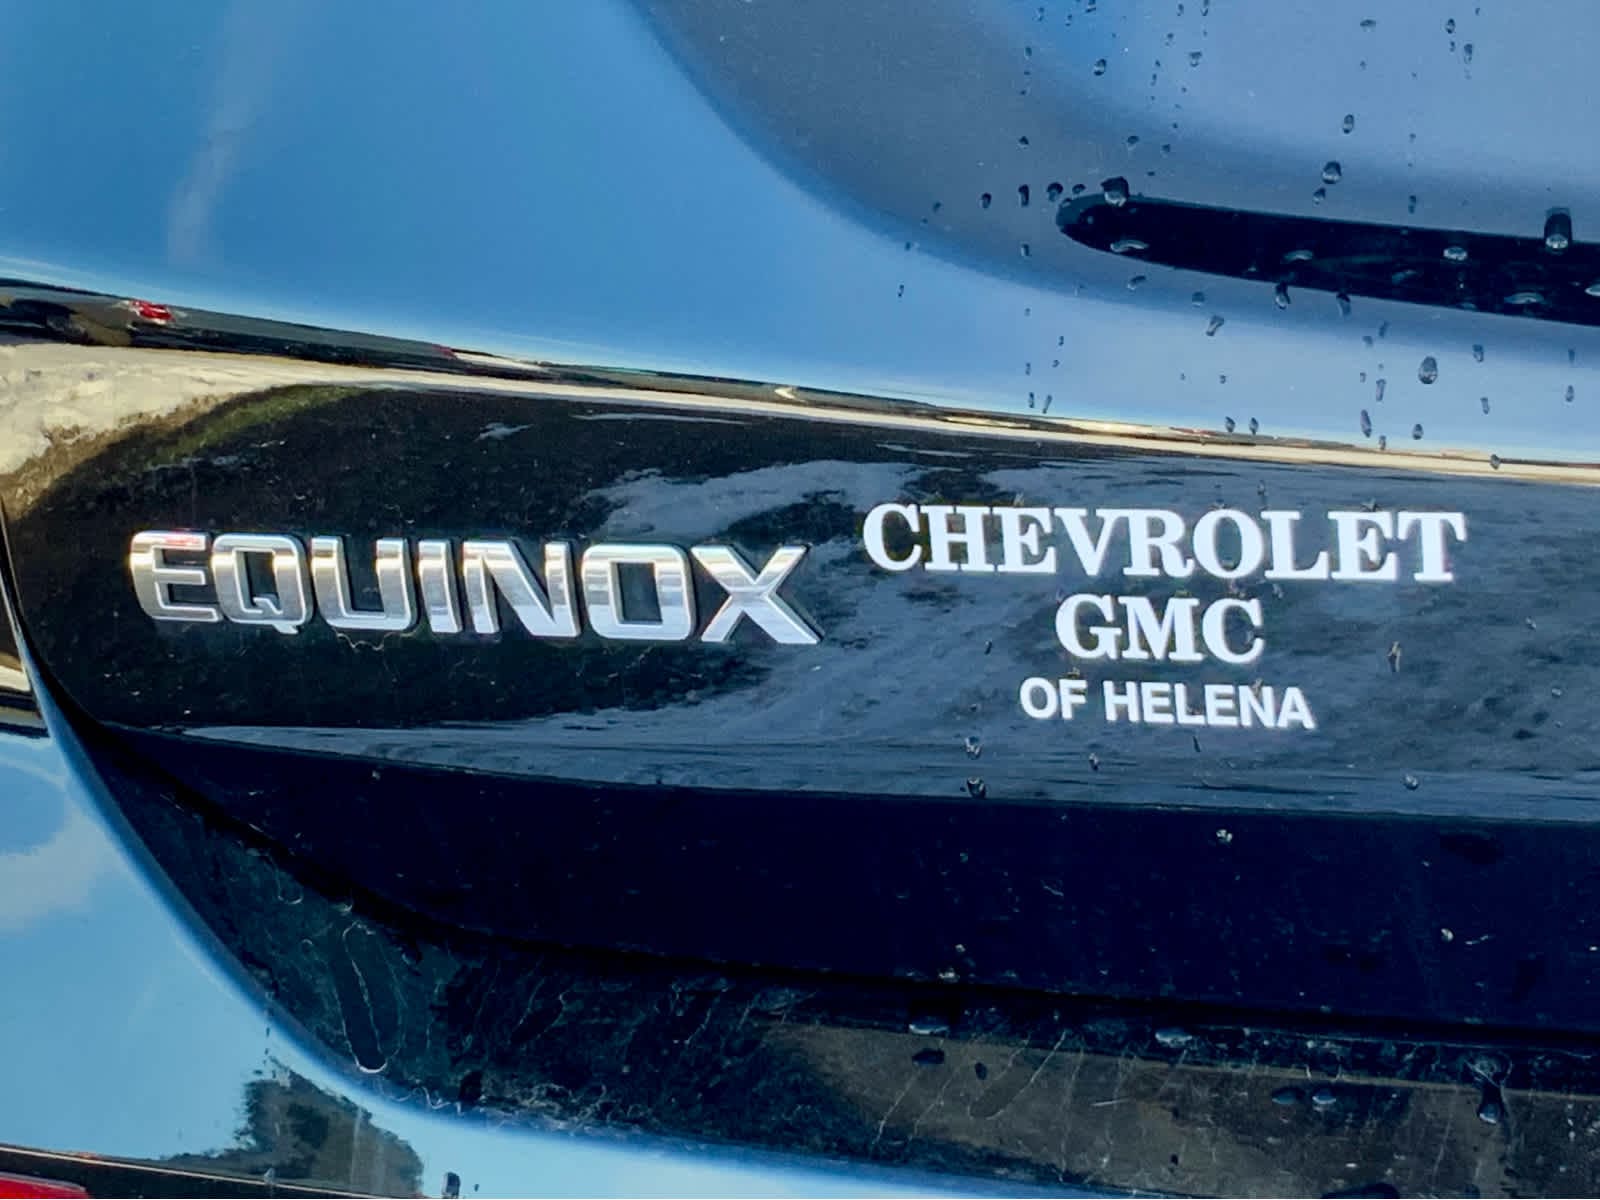 EQUINOX
CHEVROLET
GMC
OF HELENA